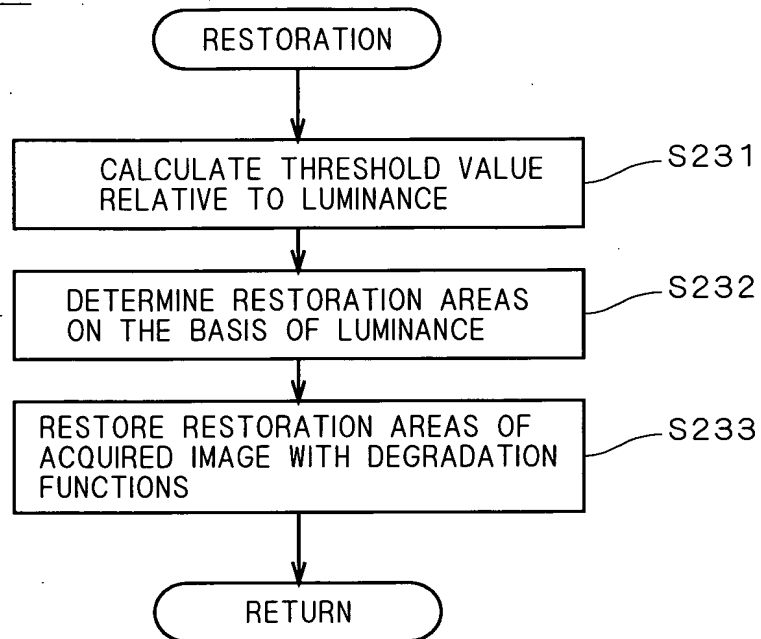 RESTORATION
CALCULATE THRESHOLD VALUE
RELATIVE TO LUMINANCE
S231
DETERMINE RESTORATION AREAS
ON THE BASIS OF LUMINANCE
S232
RESTORE RESTORATION AREAS OF
ACQUIRED IMAGE WITH DEGRADATION
FUNCTIONS
S233
RETURN